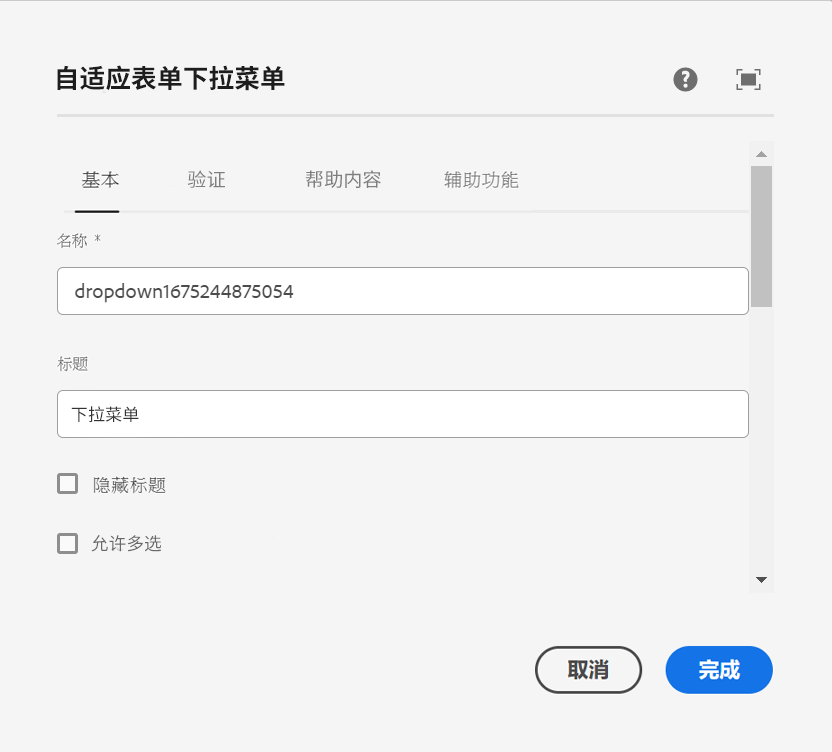 自适应表单下拉菜单
基本 验证 帮助内容 辅助功能
名称 *
dropdown1675244875054
标题
下拉菜单
隐藏标题
允许多选
取消 完成